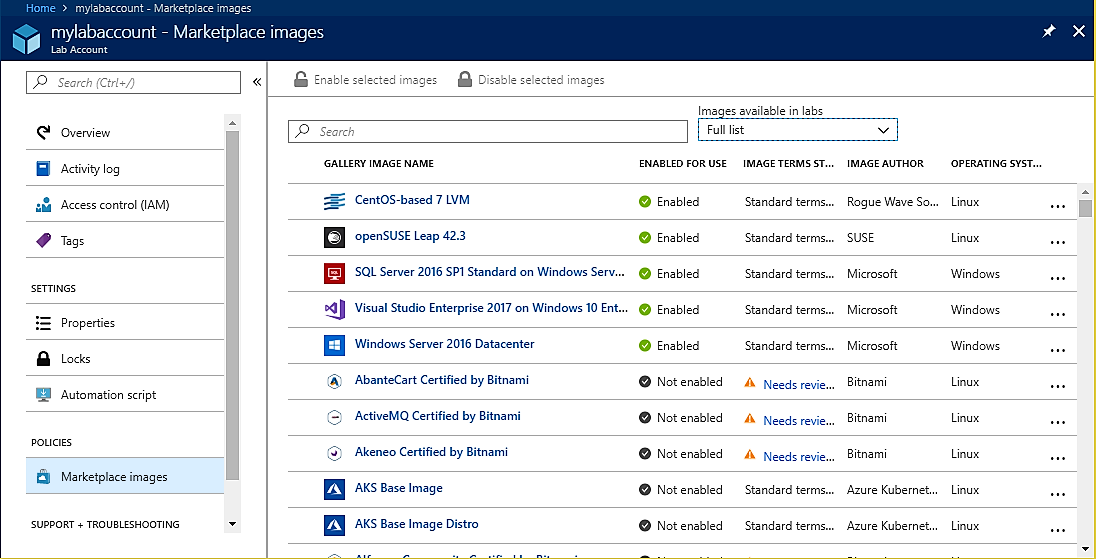 Home > mylabaccount - Marketplace images
mylabaccount - Marketplace images
Lab Account
Search (Ctrl+/)
Overview
Activity log
Access control (IAM)
Tags
SETTINGS
Properties
Locks
Automation script
POLICIES
Marketplace images
SUPPORT + TROUBLESHOOTING
Enable selected images Disable selected images
Images available in labs
Search Full list
GALLERY IMAGE NAME ENABLED FOR USE IMAGE TERMS ST... IMAGE AUTHOR OPERATING SYST...
CentOS-based 7 LVM Enabled Standard terms... Rogue Wave So... Linux ...
openSUSE Leap 42.3 Enabled Standard terms... SUSE Linux ...
SQL Server 2016 SP1 Standard on Windows Serv... Enabled Standard terms... Microsoft Windows ...
Visual Studio Enterprise 2017 on Windows 10 Ent... Enabled Standard terms... Microsoft Windows ...
Windows Server 2016 Datacenter Enabled Standard terms... Microsoft Windows ...
AbanteCart Certified by Bitnami Not enabled Needs revie... Bitnami Linux ...
ActiveMQ Certified by Bitnami Not enabled Needs revie... Bitnami Linux ...
Akeneo Certified by Bitnami Not enabled Needs revie... Bitnami Linux ...
AKS Base Image Not enabled Standard terms... Azure Kubernet... Linux ...
AKS Base Image Distro Not enabled Standard terms... Azure Kubernet... Linux ...